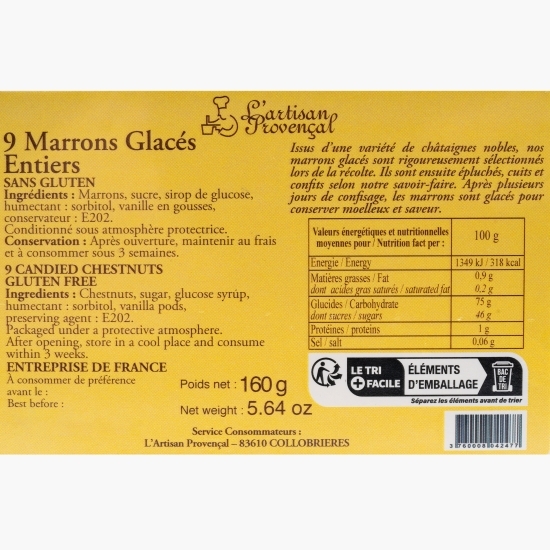 L'artisan
Provençal
9 Marrons Glacés
Entiers
SANS GLUTEN
Ingrédients : Marrons, sucre, sirop de glucose,
humectant : sorbitol, vanille en gousses,
conservateur : E202.
Conditionné sous atmosphère protectrice.
Conservation : Après ouverture, maintenir au frais
et à consommer sous 3 semaines.
9 CANDIED CHESTNUTS
GLUTEN FREE
Ingredients : Chestnuts, sugar, glucose syrup,
humectant : sorbitol, vanilla pods,
preserving agent : E202.
Packaged under a protective atmosphere.
After opening, store in a cool place and consume
within 3 weeks.
ENTREPRISE DE FRANCE
À consommer de préférence
avant le :
Best before :
Poids net : 160 g
Net weight : 5.64 oz
Service Consommateurs :
L'Artisan Provençal – 83610 COLLOBRIERES
Issus d'une variété de châtaignes nobles, nos
marrons glacés sont rigoureusement sélectionnés
lors de la récolte. Ils sont ensuite épluchés, cuits et
confits selon notre savoir-faire. Après plusieurs
jours de confisage, les marrons sont glacés pour
conserver moelleux et saveur.
Valeurs énergétiques et nutritionnelles
moyennes pour / Nutrition fact per : 100 g
Energie / Energy 1349 kJ / 318 kcal
Matières grasses / Fat 0,9 g
dont acides gras saturés / saturated fat 0,2 g
Glucides / Carbohydrate 75 g
dont sucres / sugars 46 g
Protéines / proteins 1 g
Sel / salt 0,06 g
LE TRI
+ FACILE
ÉLÉMENTS
D'EMBALLAGE
BAC
DE
TRI
Séparez les éléments avant de trier
3 760008 042477